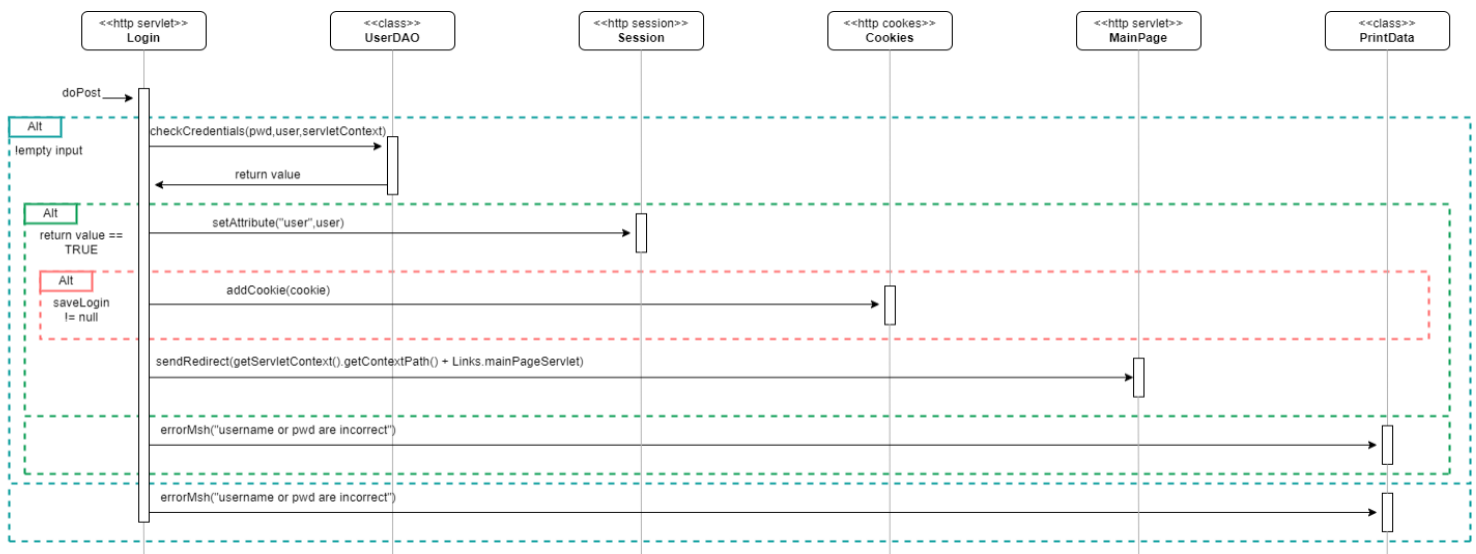 <<http servlet>>
Login
<<class>>
UserDAO
<<http session>>
Session
<<http cookes>>
Cookies
<<http servlet>>
MainPage
<<class>>
PrintData
doPost
Alt
!empty input
checkCredentials(pwd,user,servletContext)
return value
Alt
return value ==
TRUE
setAttribute("user",user)
Alt
saveLogin
!= null
addCookie(cookie)
sendRedirect(getServletContext().getContextPath() + Links.mainPageServlet)
errorMsh("username or pwd are incorrect")
errorMsh("username or pwd are incorrect")